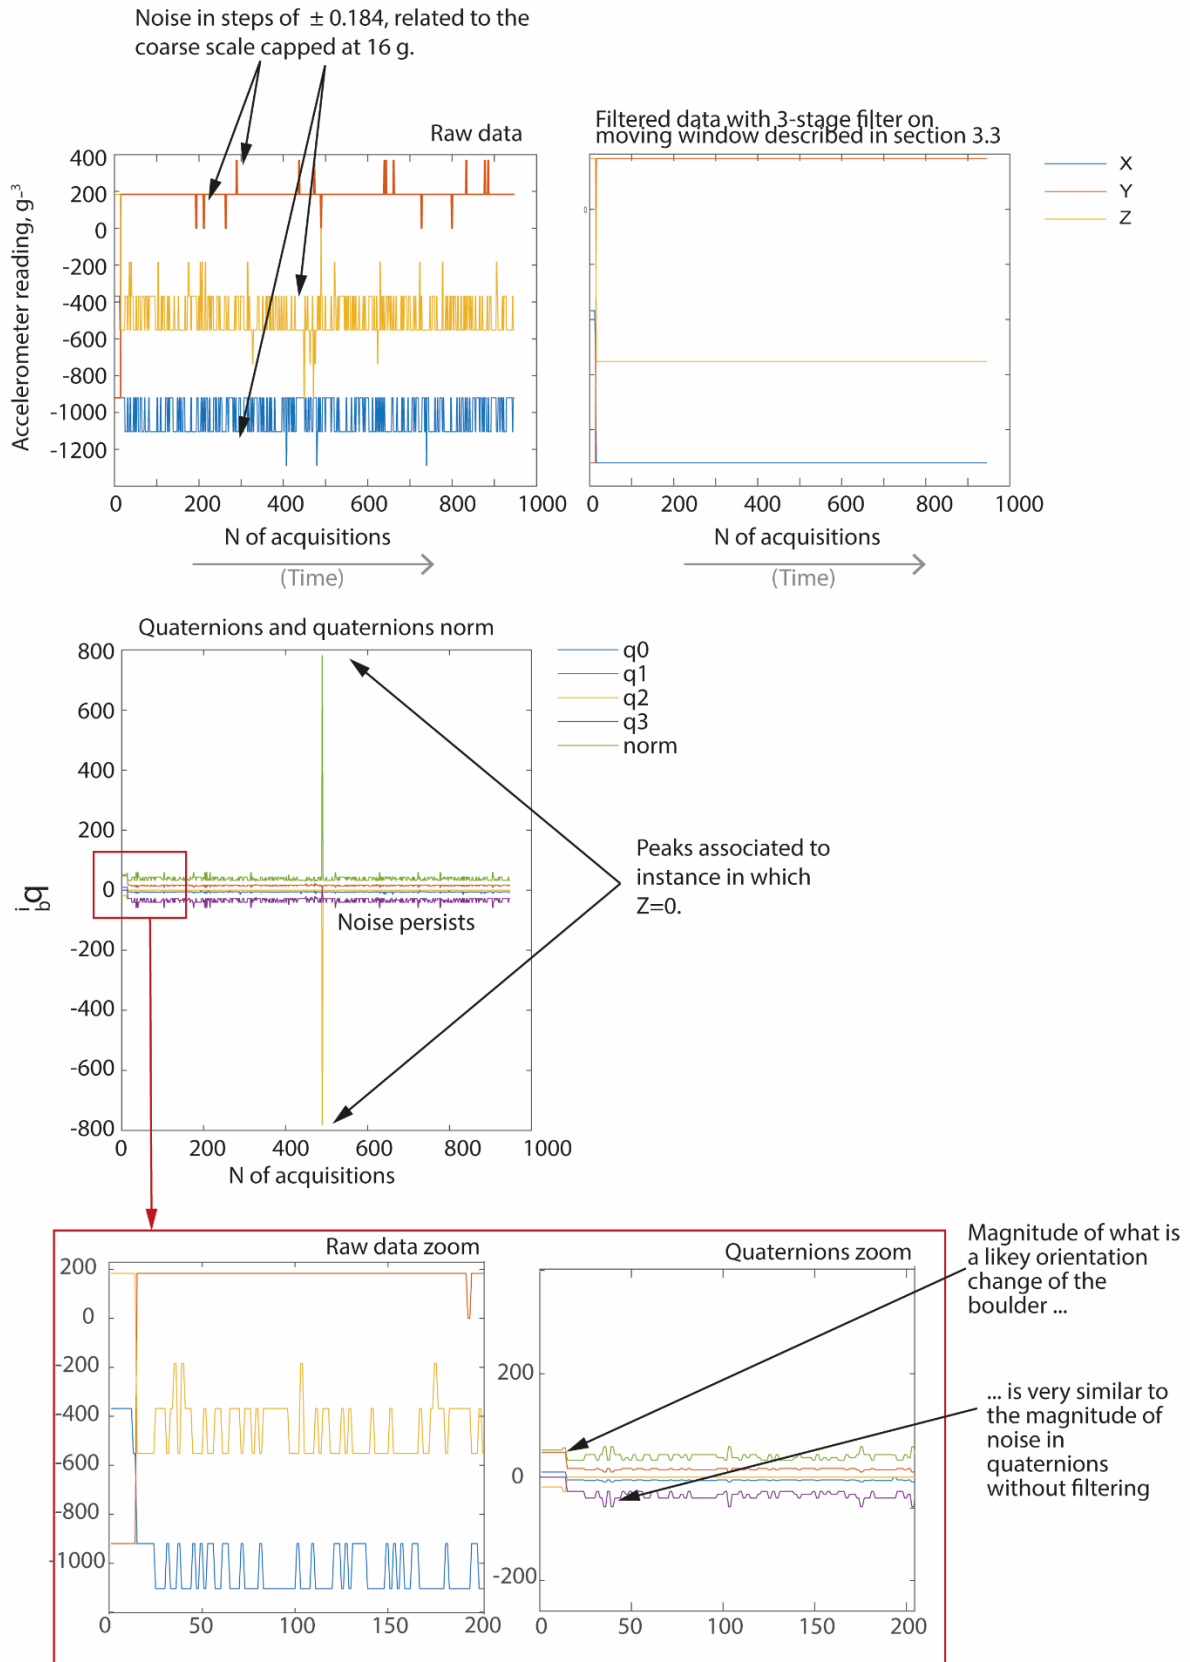 Noise in steps of ± 0.184, related to the
coarse scale capped at 16 g.
Raw data
400
200
0
-200
-400
-600
-800
-1000
-1200
Accelerometer reading, g⁻³
0 200 400 600 800 1000
N of acquisitions
(Time)
Filtered data with 3-stage filter on
moving window described in section 3.3
0
0 200 400 600 800 1000
N of acquisitions
(Time)
X
Y
Z
Quaternions and quaternions norm
800
600
400
200
0
-200
-400
-600
-800
i
b q
0 200 400 600 800 1000
N of acquisitions
q0
q1
q2
q3
norm
Noise persists
Peaks associated to
instance in which
Z=0.
Raw data zoom
200
0
-200
-400
-600
-800
-1000
0 50 100 150 200
Quaternions zoom
200
0
-200
0 50 100 150 200
Magnitude of what is
a likey orientation
change of the
boulder ...
... is very similar to
the magnitude of
noise in
quaternions
without filtering